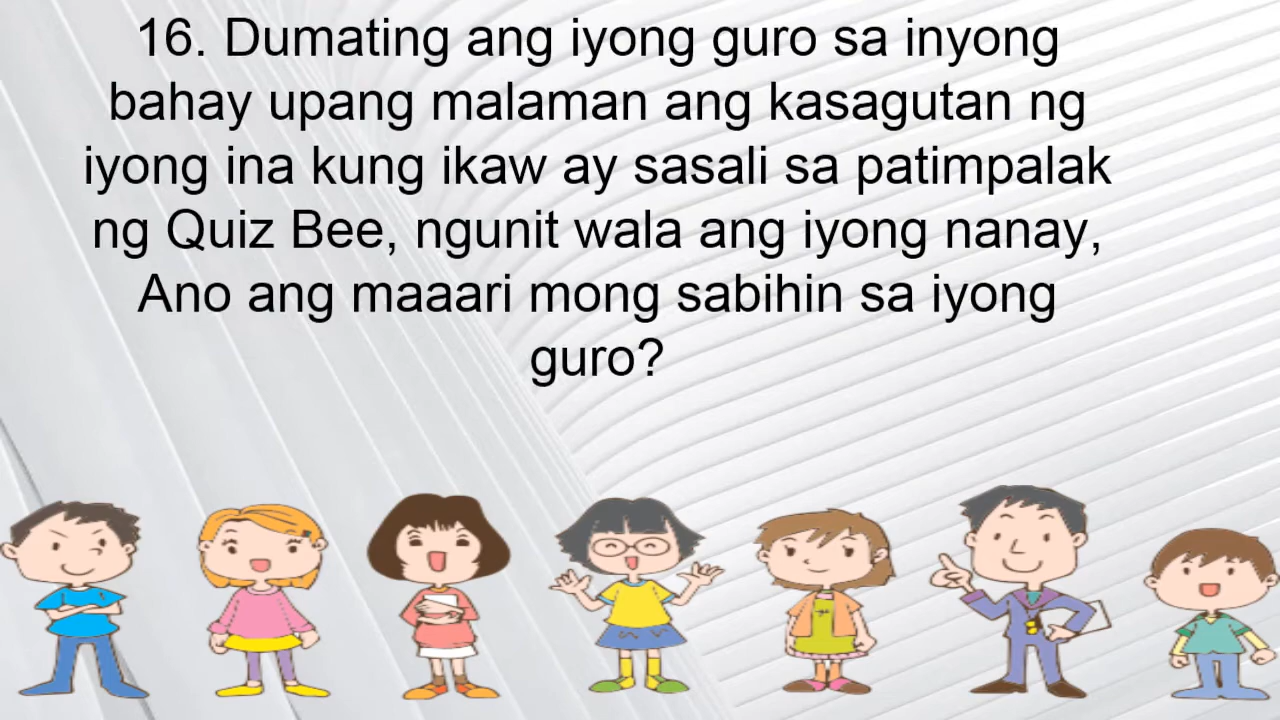 16. Dumating ang iyong guro sa inyong
bahay upang malaman ang kasagutan ng
iyong ina kung ikaw ay sasali sa patimpalak
ng Quiz Bee, ngunit wala ang iyong nanay,
Ano ang maaari mong sabihin sa iyong
guro?